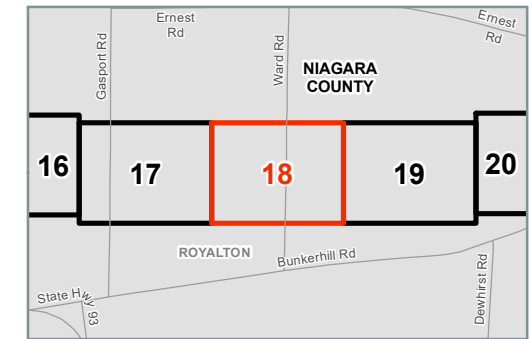 Ernest
Rd
Ernest
Rd
Gasport Rd
Ward Rd
NIAGARA
COUNTY
16
17
18
19
20
ROYALTON
Bunkerhill Rd
State Hwy 93
Dewhirst Rd